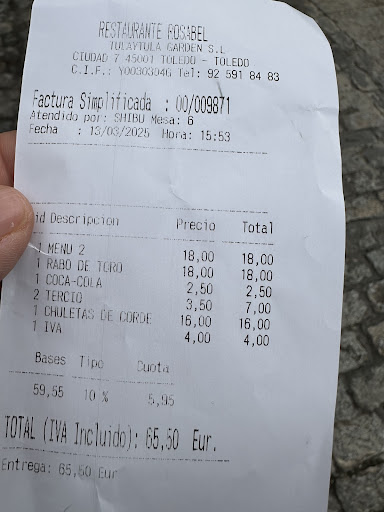 RESTAURANTE ROSABEL
TULAYTULA GARDEN S.L
CIUDAD 7 45001 TOLEDO - TOLEDO
C.I.F.: Y00303046 Tel: 92 591 84 83
Factura Simplificada : 00/009871
Atendido por: SHIBU Mesa: 6
Fecha : 13/03/2025 Hora: 15:53
id Descripcion Precio Total
1 MENU 2 18,00 18,00
1 RABO DE TORO 18,00 18,00
1 COCA-COLA 2,50 2,50
2 TERCIO 3,50 7,00
1 CHULETAS DE CORDE 16,00 16,00
1 IVA 4,00 4,00
Bases Tipo Cuota
59,55 10 % 5,95
TOTAL (IVA Incluido): 65,50 Eur.
Entrega: 65,50 Eur